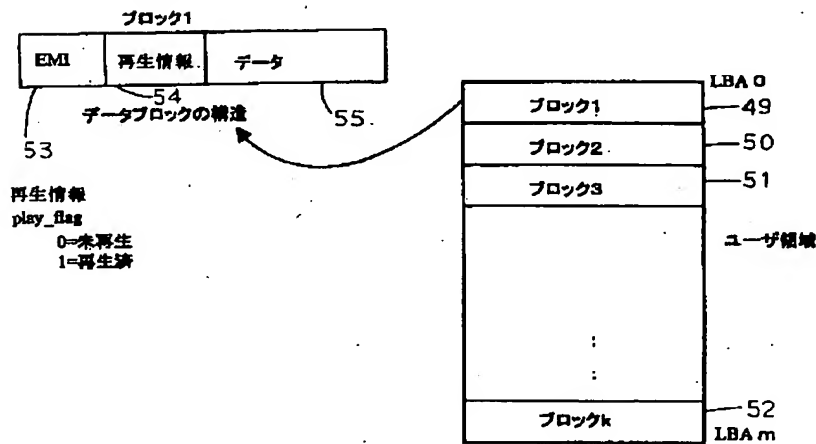 ブロック1
EMI 再生情報 データ
53
54
55
データブロックの構造
再生情報
play_flag
0=未再生
1=再生済
LBA 0
ブロック1
49
ブロック2
50
ブロック3
51
ユーザ領域
:
:
ブロックk
52
LBA m